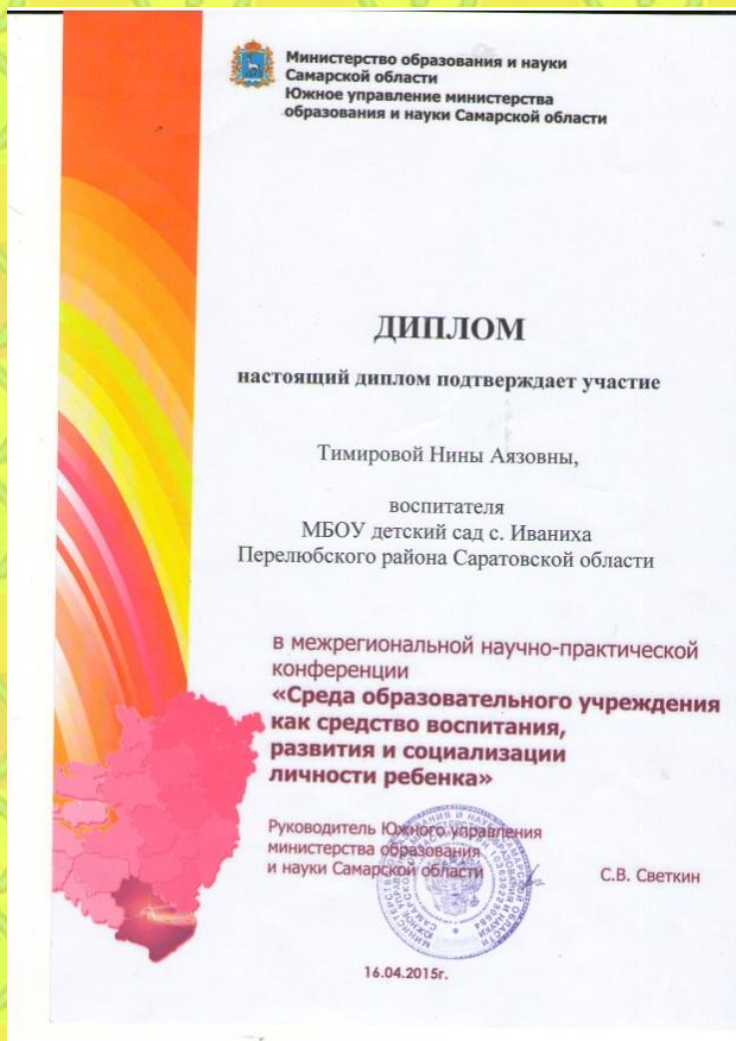 Министерство образования и науки
Самарской области
Южное управление министерства
образования и науки Самарской области
ДИПЛОМ
настоящий диплом подтверждает участие
Тимировой Нины Аязовны,
воспитателя
МБОУ детский сад с. Иваниха
Перелюбского района Саратовской области
в межрегиональной научно-практической
конференции
«Среда образовательного учреждения
как средство воспитания,
развития и социализации
личности ребенка»
Руководитель Южного управления
министерства образования
и науки Самарской области
С.В. Светкин
16.04.2015г.